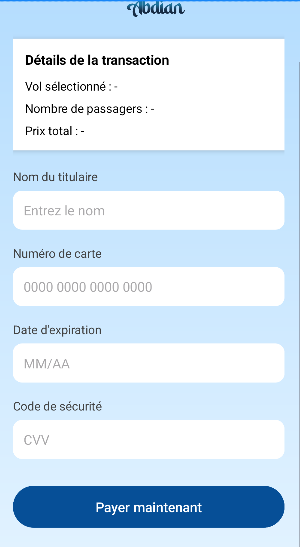 Abdian
Détails de la transaction
Vol sélectionné : -
Nombre de passagers : -
Prix total : -
Nom du titulaire
Entrez le nom
Numéro de carte
0000 0000 0000 0000
Date d'expiration
MM/AA
Code de sécurité
CVV
Payer maintenant